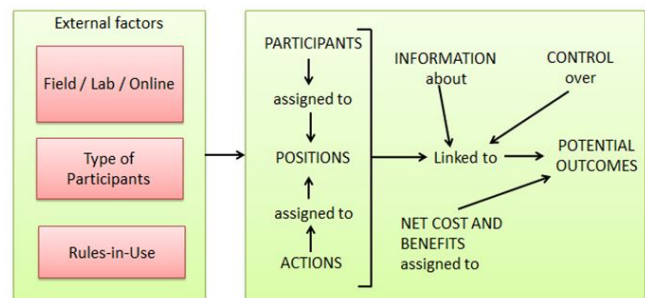 External factors
Field / Lab / Online
Type of
Participants
Rules-in-Use
PARTICIPANTS
assigned to
POSITIONS
assigned to
ACTIONS
INFORMATION
about
CONTROL
over
Linked to
POTENTIAL
OUTCOMES
NET COST AND
BENEFITS
assigned to